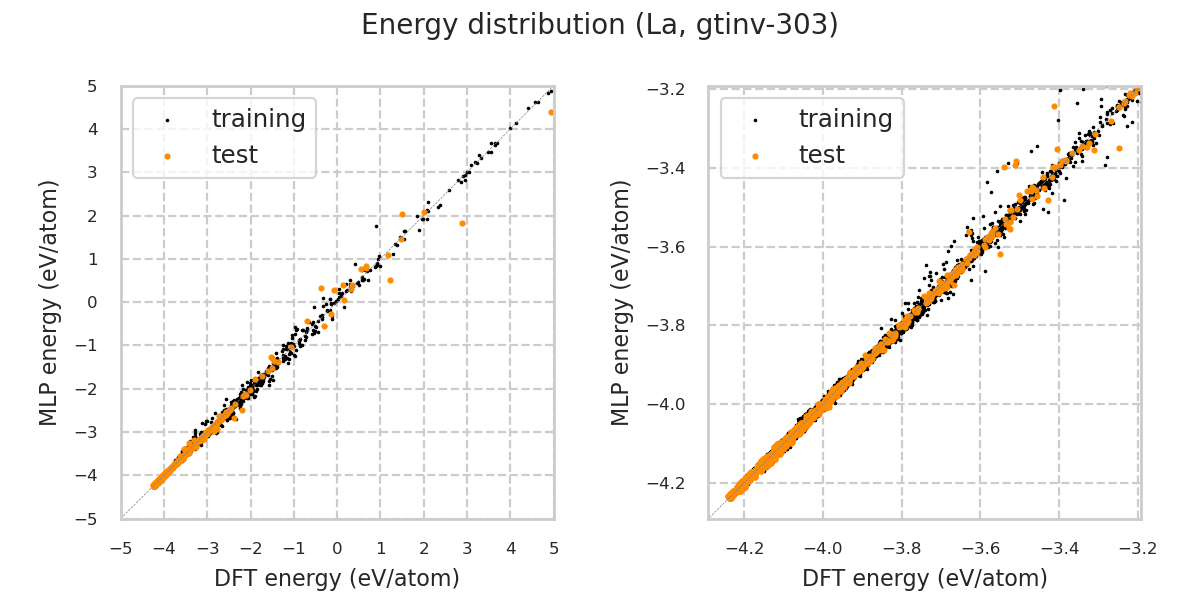 Energy distribution (La, gtinv-303)
training
test
5
4
3
2
1
0
−1
−2
−3
−4
−5
MLP energy (eV/atom)
−5 −4 −3 −2 −1 0 1 2 3 4 5
DFT energy (eV/atom)
training
test
−3.2
−3.4
−3.6
−3.8
−4.0
−4.2
MLP energy (eV/atom)
−4.2 −4.0 −3.8 −3.6 −3.4 −3.2
DFT energy (eV/atom)